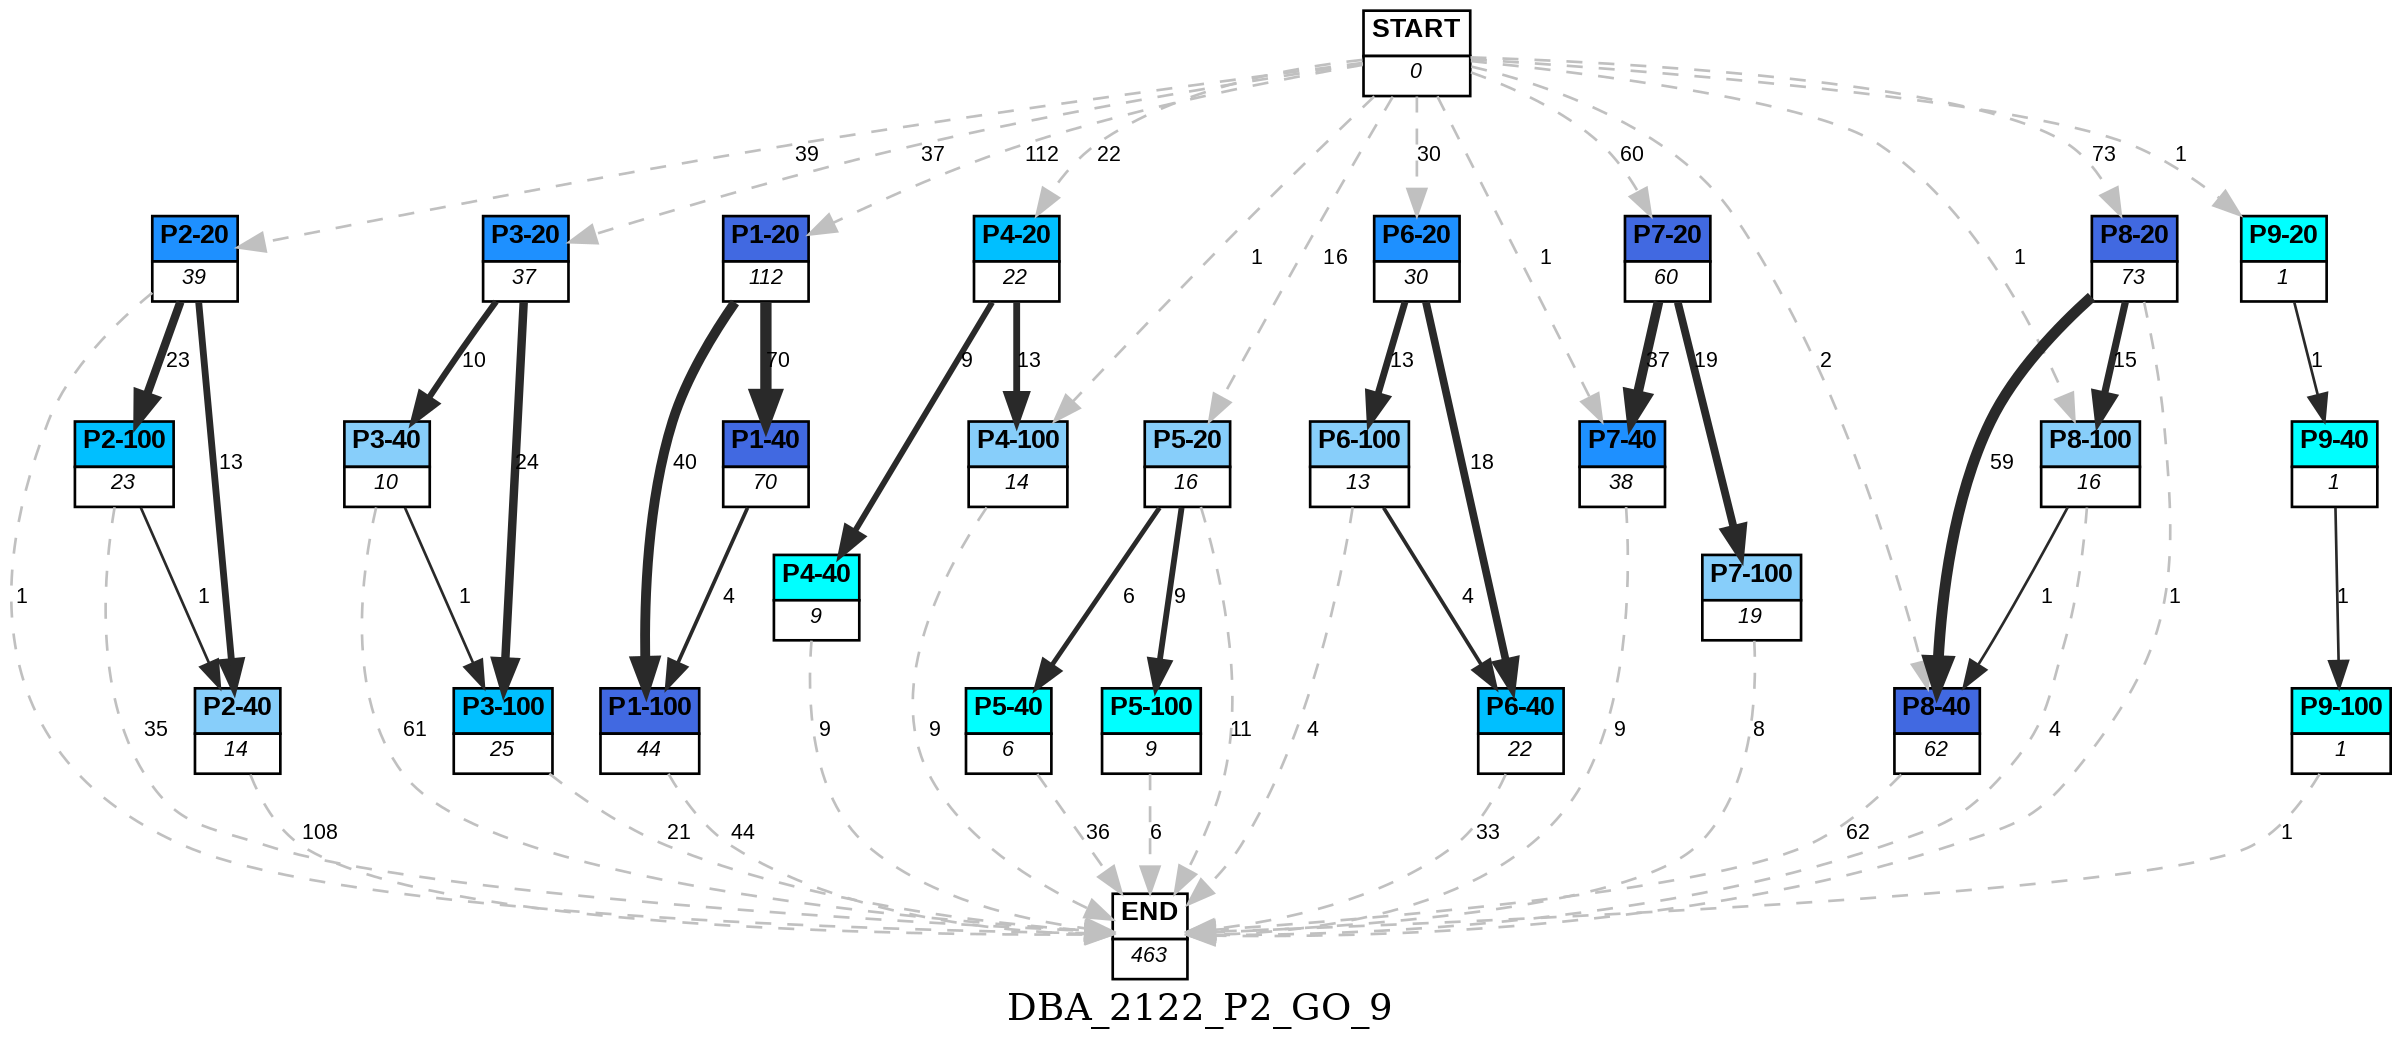 START
0
39
37
112
22
30
60
73
1
P2-20
39
P3-20
37
P1-20
112
P4-20
22
1
16
P6-20
30
1
P7-20
60
1
P8-20
73
P9-20
1
23
10
70
9
13
13
37
19
2
15
1
P2-100
23
13
P3-40
10
24
40
P1-40
70
P4-100
14
P5-20
16
P6-100
13
18
P7-40
38
59
P8-100
16
P9-40
1
1
1
1
4
P4-40
9
6
9
4
P7-100
19
1
1
1
35
P2-40
14
61
P3-100
25
P1-100
44
9
9
P5-40
6
P5-100
9
11
4
P6-40
22
9
8
P8-40
62
4
P9-100
1
108
21
44
36
6
33
62
1
END
463
DBA_2122_P2_GO_9